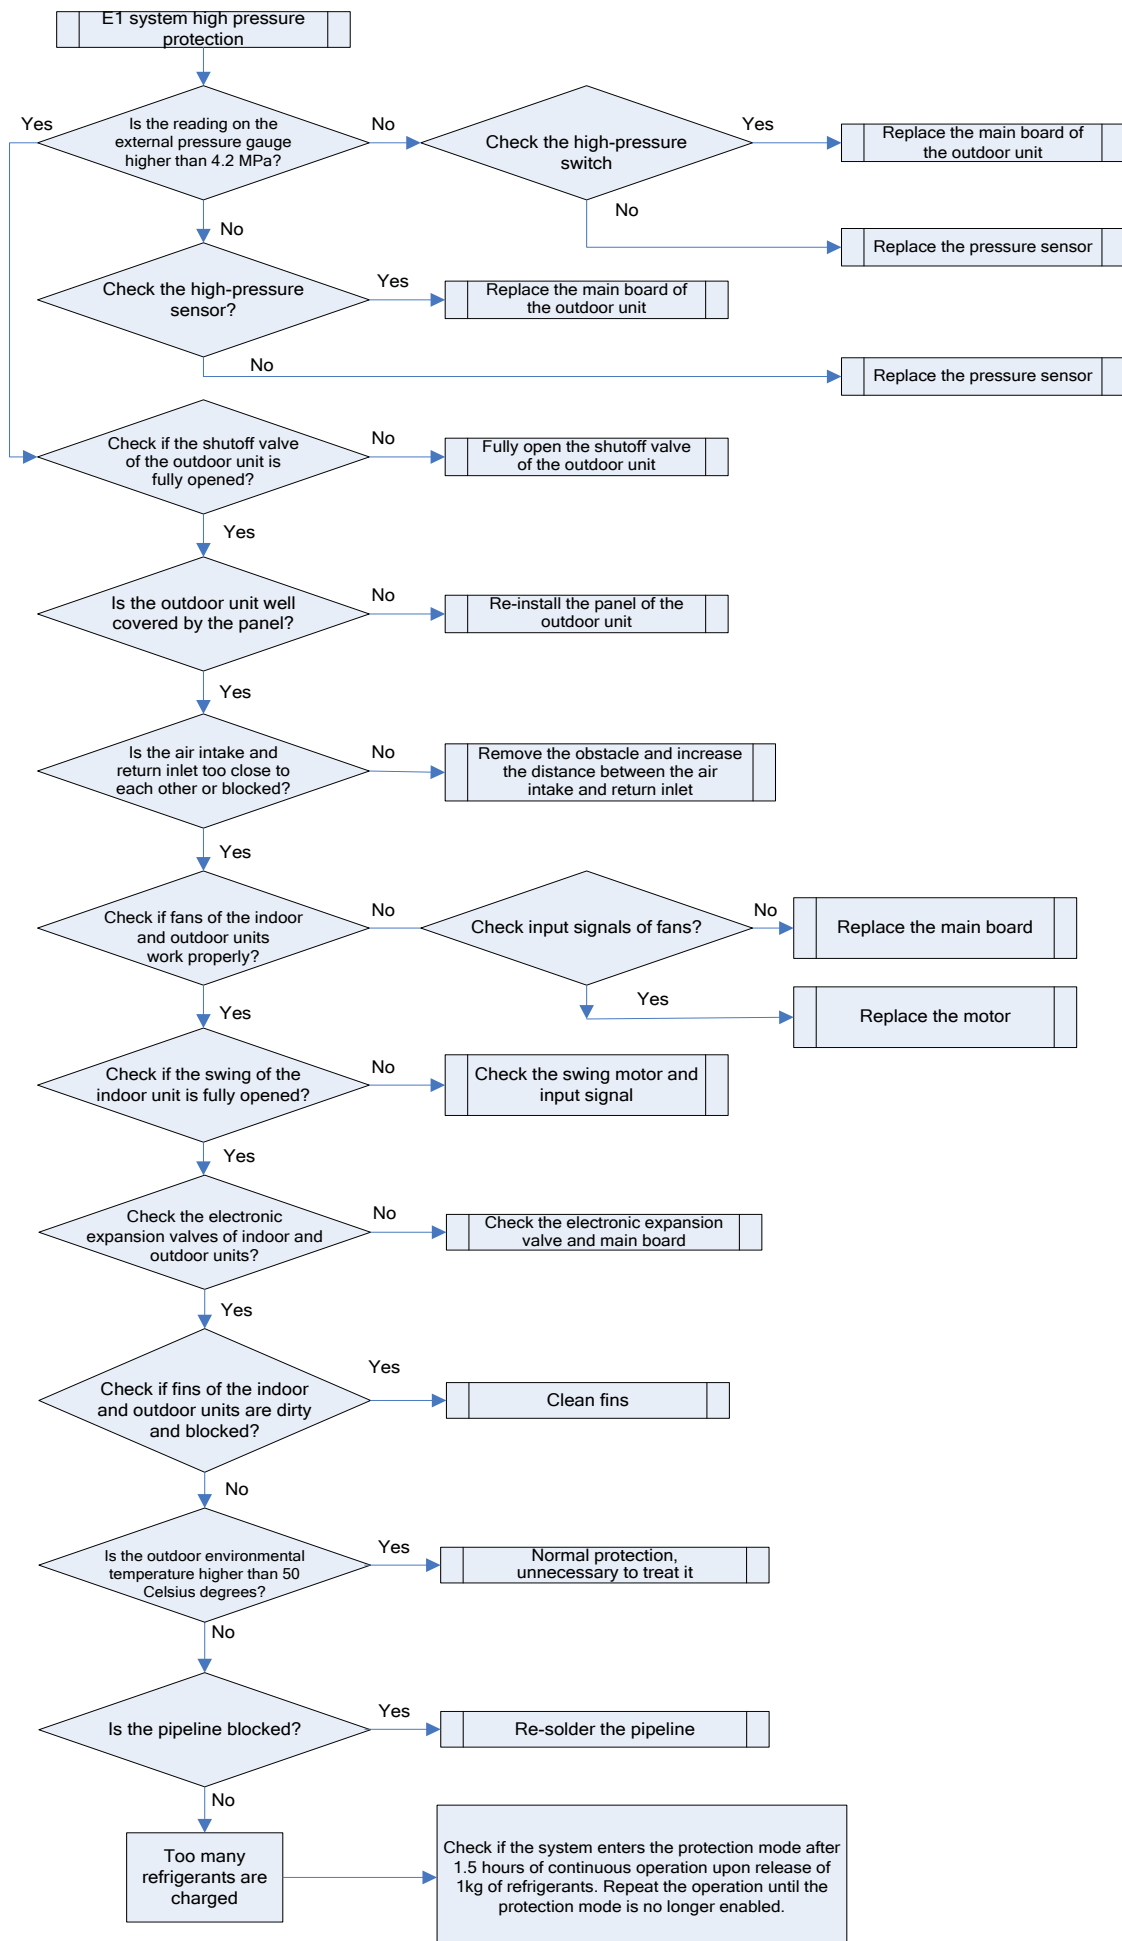 E1 system high pressure
protection
Yes
Is the reading on the
external pressure gauge
higher than 4.2 MPa?
No
Check the high-pressure
switch
Yes
Replace the main board of
the outdoor unit
No
No
Replace the pressure sensor
Check the high-pressure
sensor?
Yes
Replace the main board of
the outdoor unit
No
Replace the pressure sensor
Check if the shutoff valve
of the outdoor unit is
fully opened?
No
Fully open the shutoff valve
of the outdoor unit
Yes
Is the outdoor unit well
covered by the panel?
No
Re-install the panel of the
outdoor unit
Yes
Is the air intake and
return inlet too close to
each other or blocked?
No
Remove the obstacle and increase
the distance between the air
intake and return inlet
Yes
Check if fans of the indoor
and outdoor units
work properly?
No
Check input signals of fans?
No
Replace the main board
Yes
Replace the motor
Yes
Check if the swing of the
indoor unit is fully opened?
No
Check the swing motor and
input signal
Yes
Check the electronic
expansion valves of indoor and
outdoor units?
No
Check the electronic expansion
valve and main board
Yes
Check if fins of the indoor
and outdoor units are dirty
and blocked?
Yes
Clean fins
No
Is the outdoor environmental
temperature higher than 50
Celsius degrees?
Yes
Normal protection,
unnecessary to treat it
No
Is the pipeline blocked?
Yes
Re-solder the pipeline
No
Too many
refrigerants are
charged
Check if the system enters the protection mode after
1.5 hours of continuous operation upon release of
1kg of refrigerants. Repeat the operation until the
protection mode is no longer enabled.